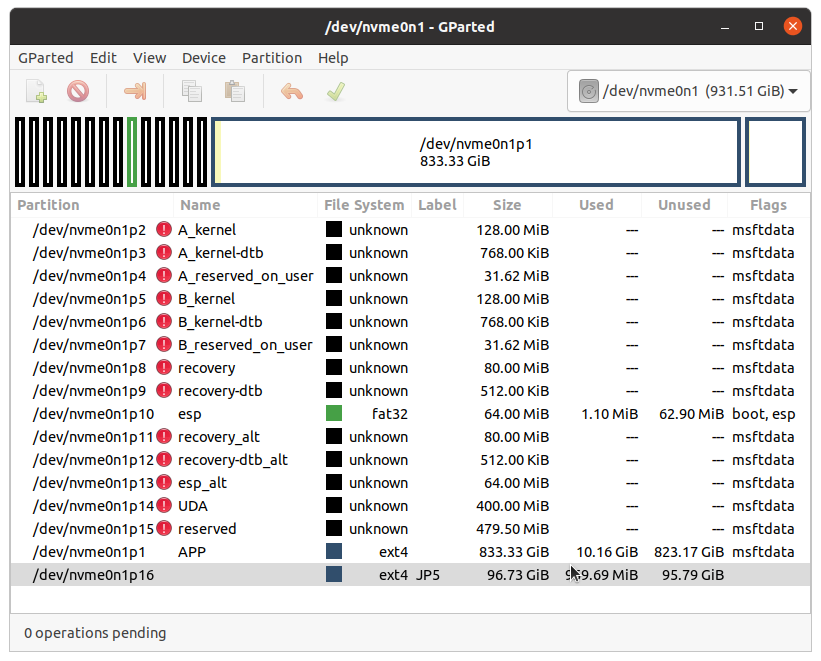 /dev/nvme0n1 - GParted
GParted Edit View Device Partition Help
/dev/nvme0n1 (931.51 GiB)
/dev/nvme0n1p1
833.33 GiB
Partition Name File System Label Size Used Unused Flags
/dev/nvme0n1p2 A_kernel unknown 128.00 MiB --- --- msftdata
/dev/nvme0n1p3 A_kernel-dtb unknown 768.00 KiB --- --- msftdata
/dev/nvme0n1p4 A_reserved_on_user unknown 31.62 MiB --- --- msftdata
/dev/nvme0n1p5 B_kernel unknown 128.00 MiB --- --- msftdata
/dev/nvme0n1p6 B_kernel-dtb unknown 768.00 KiB --- --- msftdata
/dev/nvme0n1p7 B_reserved_on_user unknown 31.62 MiB --- --- msftdata
/dev/nvme0n1p8 recovery unknown 80.00 MiB --- --- msftdata
/dev/nvme0n1p9 recovery-dtb unknown 512.00 KiB --- --- msftdata
/dev/nvme0n1p10 esp fat32 64.00 MiB 1.10 MiB 62.90 MiB boot, esp
/dev/nvme0n1p11 recovery_alt unknown 80.00 MiB --- --- msftdata
/dev/nvme0n1p12 recovery-dtb_alt unknown 512.00 KiB --- --- msftdata
/dev/nvme0n1p13 esp_alt unknown 64.00 MiB --- --- msftdata
/dev/nvme0n1p14 UDA unknown 400.00 MiB --- --- msftdata
/dev/nvme0n1p15 reserved unknown 479.50 MiB --- --- msftdata
/dev/nvme0n1p1 APP ext4 833.33 GiB 10.16 GiB 823.17 GiB msftdata
/dev/nvme0n1p16 ext4 JP5 96.73 GiB MiB 95.79 GiB
0 operations pending